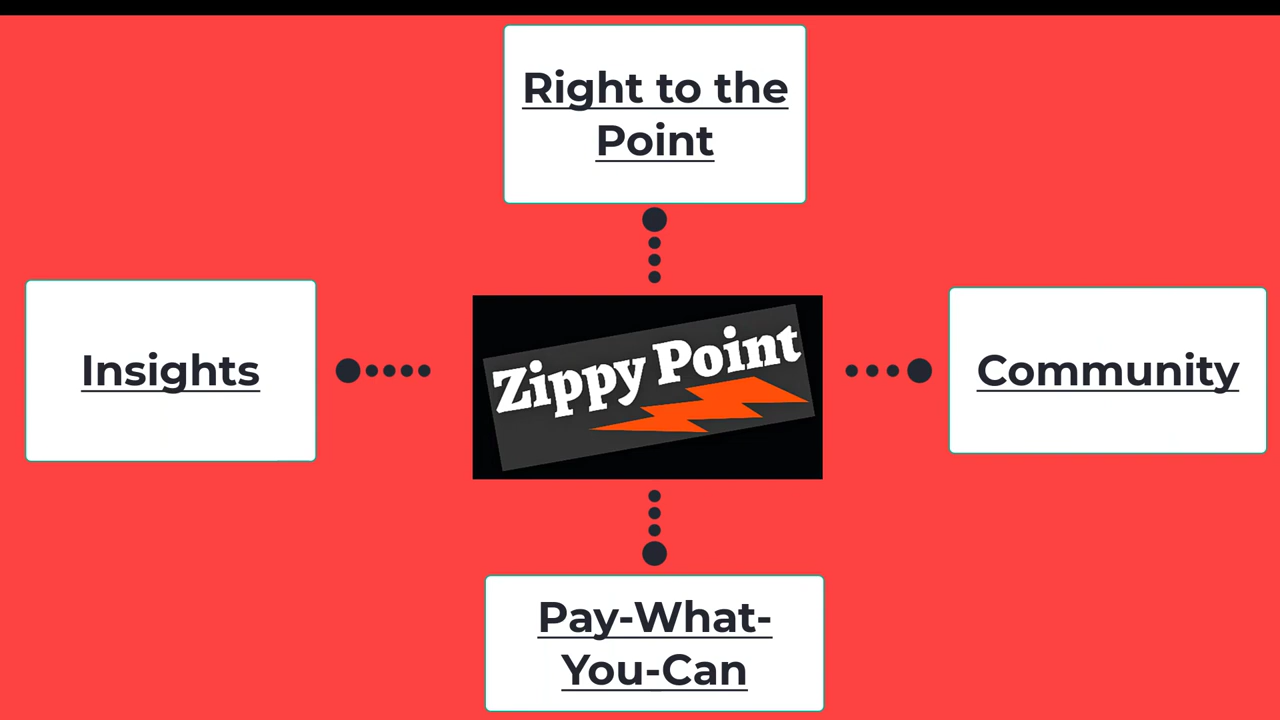 Right to the
Point
Insights
Zippy Point
Community
Pay-What-
You-Can